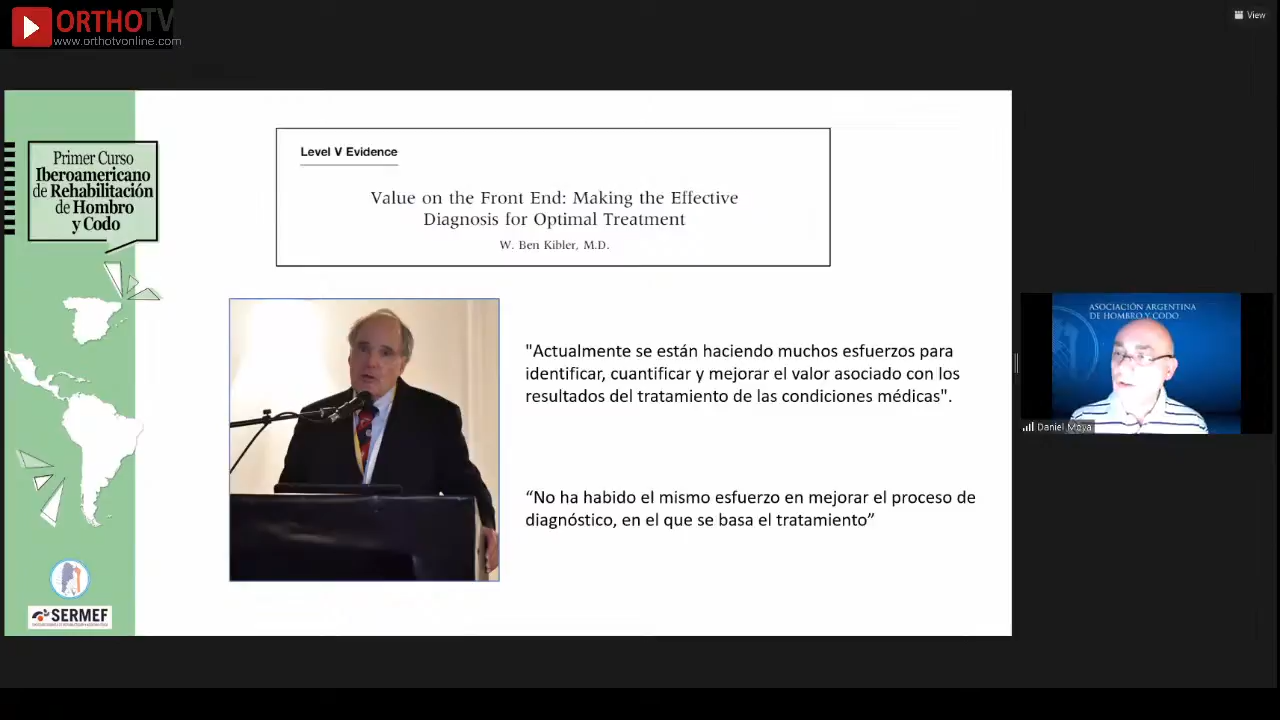 ORTHOTV
www.orthotvonline.com
View
Primer Curso
Iberoamericano
de Rehabilitación
de Hombro
y Codo
Level V Evidence
Value on the Front End: Making the Effective
Diagnosis for Optimal Treatment
W. Ben Kibler, M.D.
"Actualmente se están haciendo muchos esfuerzos para
identificar, cuantificar y mejorar el valor asociado con los
resultados del tratamiento de las condiciones médicas".
“No ha habido el mismo esfuerzo en mejorar el proceso de
diagnóstico, en el que se basa el tratamiento”
SERMEF
ASOCIACIÓN ARGENTINA
DE HOMBRO Y CODO
Daniel Moya